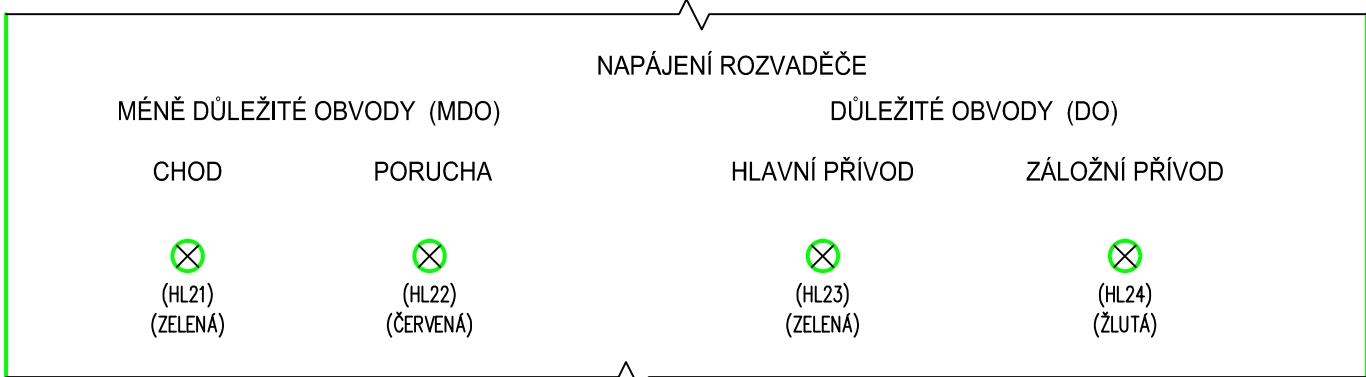 NAPÁJENÍ ROZVADĚČE
MÉNĚ DŮLEŽITÉ OBVODY (MDO) DŮLEŽITÉ OBVODY (DO)
CHOD PORUCHA HLAVNÍ PŘÍVOD ZÁLOŽNÍ PŘÍVOD
(HL21) (HL22) (HL23) (HL24)
(ZELENÁ) (ČERVENÁ) (ZELENÁ) (ŽLUTÁ)